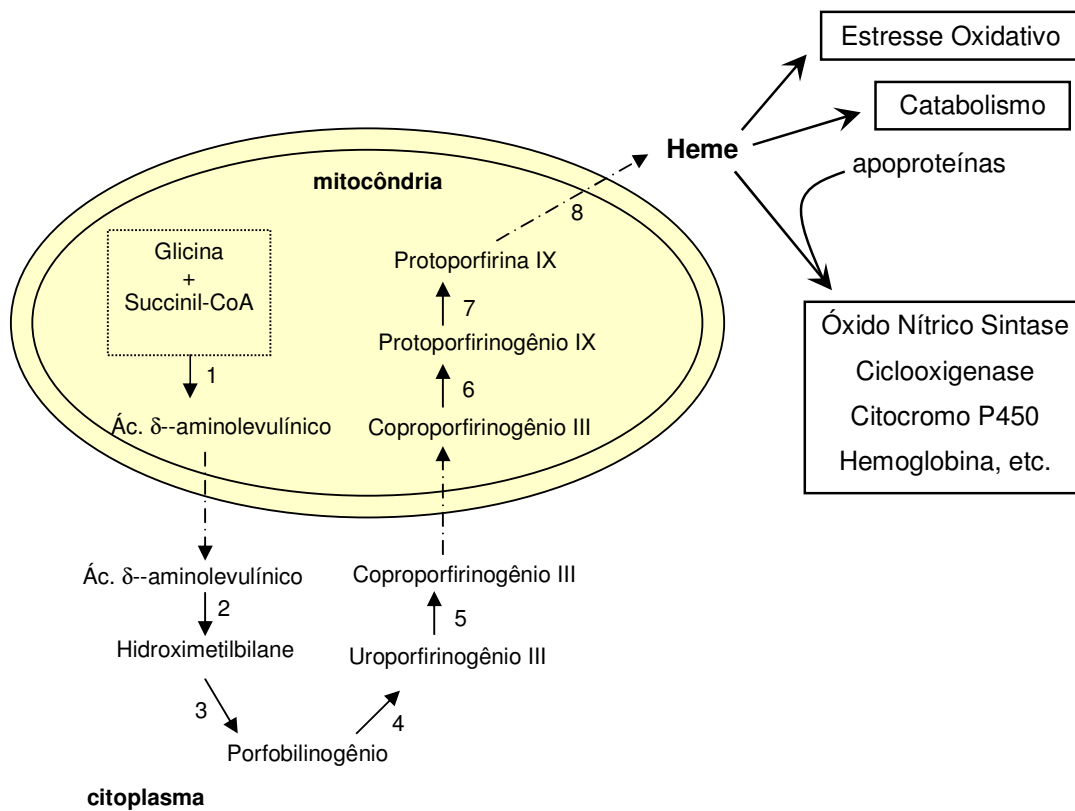 Estresse Oxidativo
Catabolismo
Heme
apoproteínas
mitocôndria
8
Glicina
+
Succinil-CoA
Protoporfirina IX
7
Protoporfirinogênio IX
1
6
Ác. δ--aminolevulínico
Coproporfirinogênio III
Óxido Nítrico Sintase
Ciclooxigenase
Citocromo P450
Hemoglobina, etc.
Ác. δ--aminolevulínico
Coproporfirinogênio III
2
5
Hidroximetilbilane
Uroporfirinogênio III
3
4
Porfobilinogênio
citoplasma